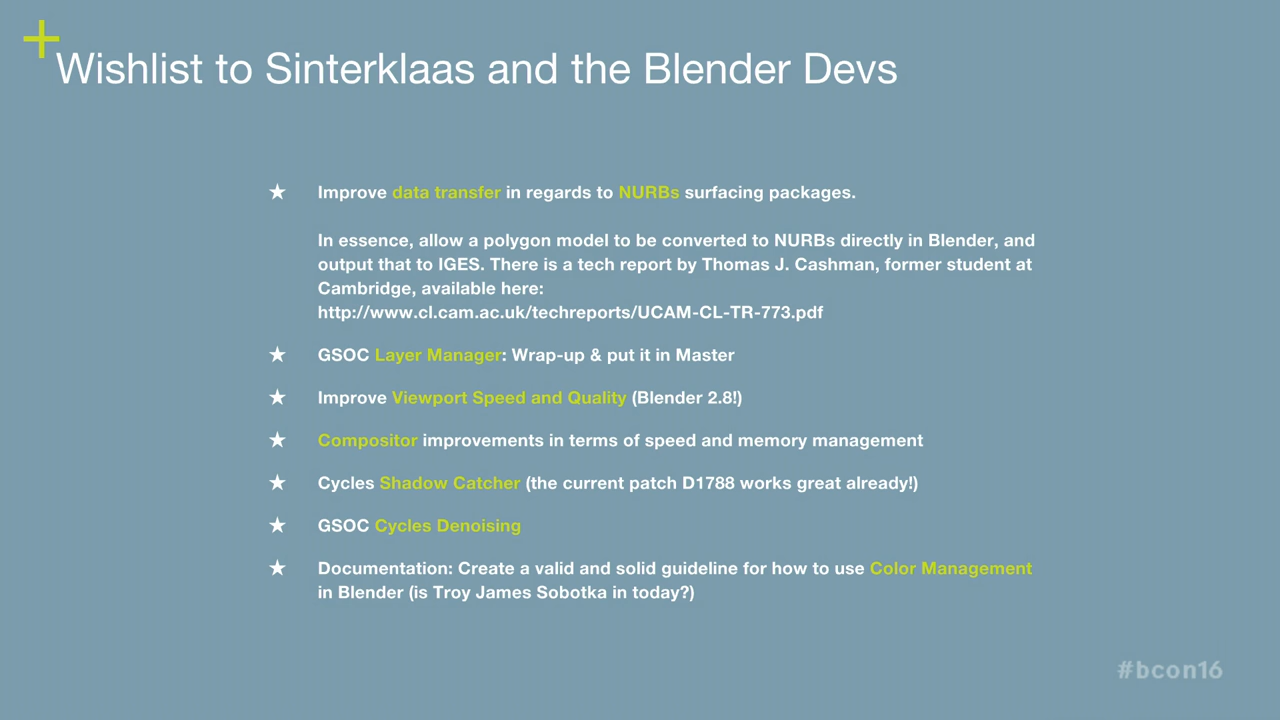 Wishlist to Sinterklaas and the Blender Devs
★ Improve data transfer in regards to NURBs surfacing packages.
In essence, allow a polygon model to be converted to NURBs directly in Blender, and
output that to IGES. There is a tech report by Thomas J. Cashman, former student at
Cambridge, available here:
http://www.cl.cam.ac.uk/techreports/UCAM-CL-TR-773.pdf
★ GSOC Layer Manager: Wrap-up & put it in Master
★ Improve Viewport Speed and Quality (Blender 2.8!)
★ Compositor improvements in terms of speed and memory management
★ Cycles Shadow Catcher (the current patch D1788 works great already!)
★ GSOC Cycles Denoising
★ Documentation: Create a valid and solid guideline for how to use Color Management
in Blender (is Troy James Sobotka in today?)
#bcon16